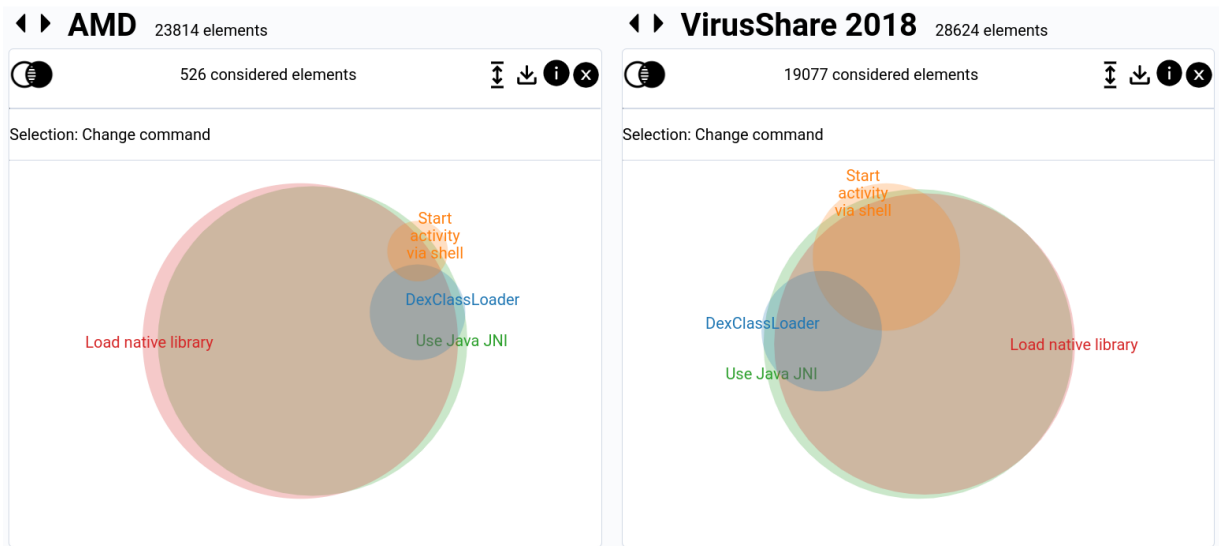 AMD 23814 elements
526 considered elements
Selection: Change command
Start
activity
via shell
DexClassLoader
Use Java JNI
Load native library
VirusShare 2018 28624 elements
19077 considered elements
Selection: Change command
Start
activity
via shell
DexClassLoader
Load native library
Use Java JNI